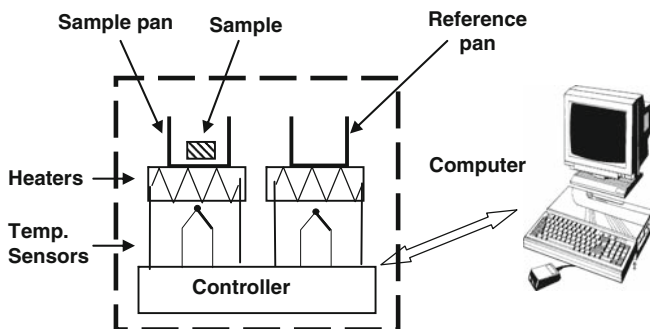 Sample pan
Sample
Reference
pan
Computer
Heaters
Temp.
Sensors
Controller